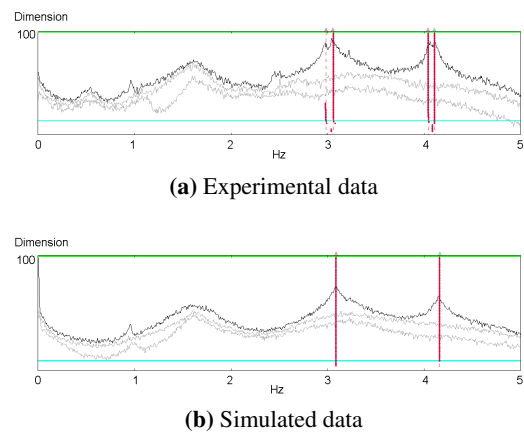 Dimension
100
0 1 2 3 4 5
Hz
(a) Experimental data
Dimension
100
0 1 2 3 4 5
Hz
(b) Simulated data